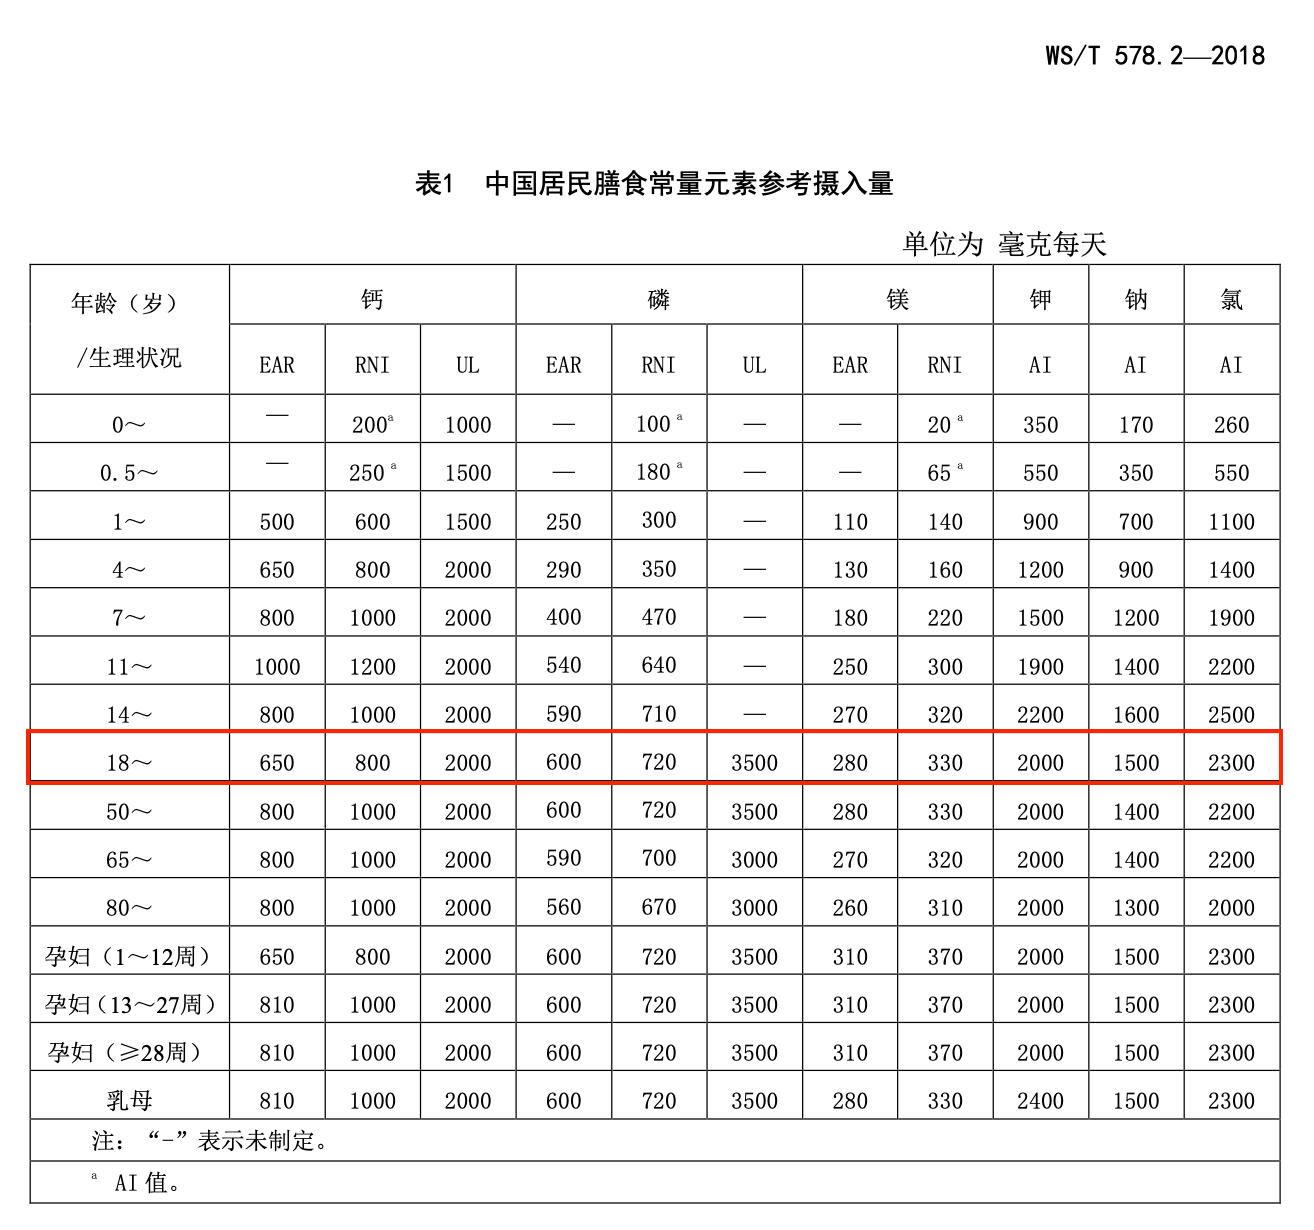 WS/T 578.2—2018
表1 中国居民膳食常量元素参考摄入量
单位为 毫克每天
年龄（岁）/生理状况 钙 磷 镁 钾 钠 氯
EAR RNI UL EAR RNI UL EAR RNI AI AI AI
0～ — 200a 1000 — 100a — — 20a 350 170 260
0.5～ — 250a 1500 — 180a — — 65a 550 350 550
1～ 500 600 1500 250 300 — 110 140 900 700 1100
4～ 650 800 2000 290 350 — 130 160 1200 900 1400
7～ 800 1000 2000 400 470 — 180 220 1500 1200 1900
11～ 1000 1200 2000 540 640 — 250 300 1900 1400 2200
14～ 800 1000 2000 590 710 — 270 320 2200 1600 2500
18～ 650 800 2000 600 720 3500 280 330 2000 1500 2300
50～ 800 1000 2000 600 720 3500 280 330 2000 1400 2200
65～ 800 1000 2000 590 700 3000 270 320 2000 1400 2200
80～ 800 1000 2000 560 670 3000 260 310 2000 1300 2000
孕妇（1～12周） 650 800 2000 600 720 3500 310 370 2000 1500 2300
孕妇（13～27周） 810 1000 2000 600 720 3500 310 370 2000 1500 2300
孕妇（≥28周） 810 1000 2000 600 720 3500 310 370 2000 1500 2300
乳母 810 1000 2000 600 720 3500 280 330 2400 1500 2300
注：“-”表示未制定。
a AI 值。